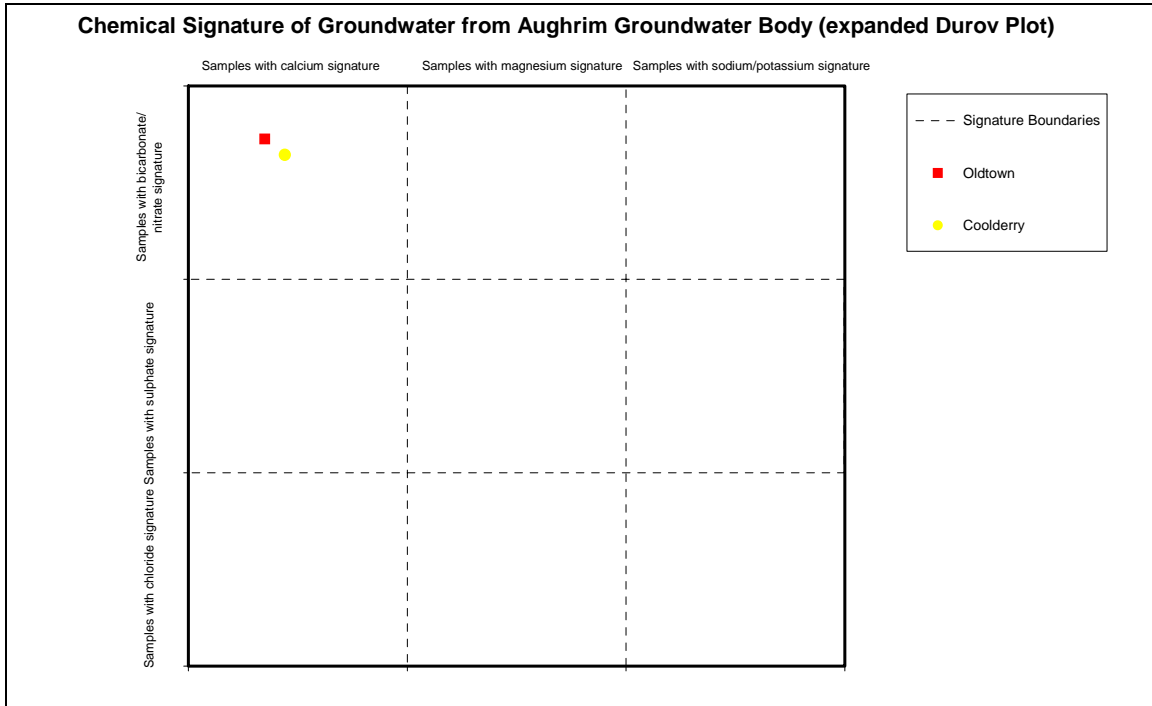 Chemical Signature of Groundwater from Aughrim Groundwater Body (expanded Durov Plot)
Samples with calcium signature
Samples with magnesium signature
Samples with sodium/potassium signature
Samples with bicarbonate/
nitrate signature
Samples with sulphate signature
Samples with chloride signature
Signature Boundaries
Oldtown
Coolderry